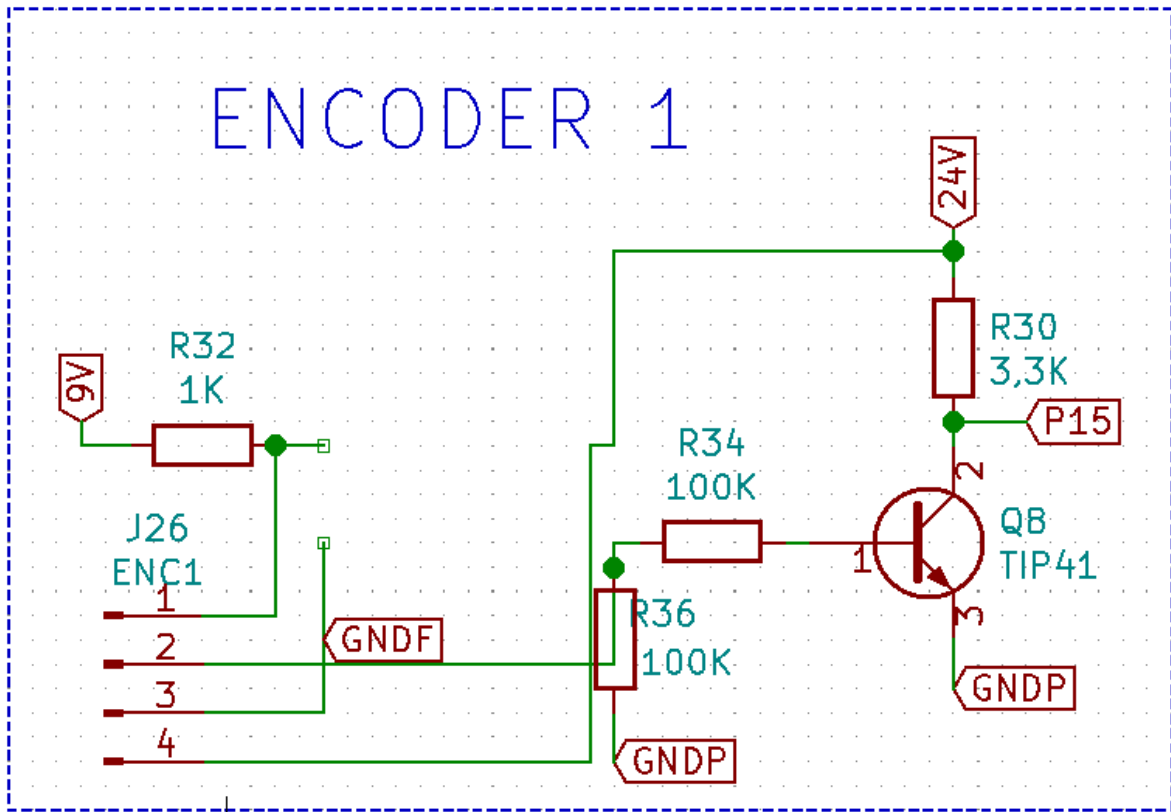 ENCODER 1
24V
R30
3,3K
P15
9V
R32
1K
R34
100K
2
Q8
TIP41
1
3
GNDP
J26
ENC1
1
2
3
4
GNDF
R36
100K
GNDP